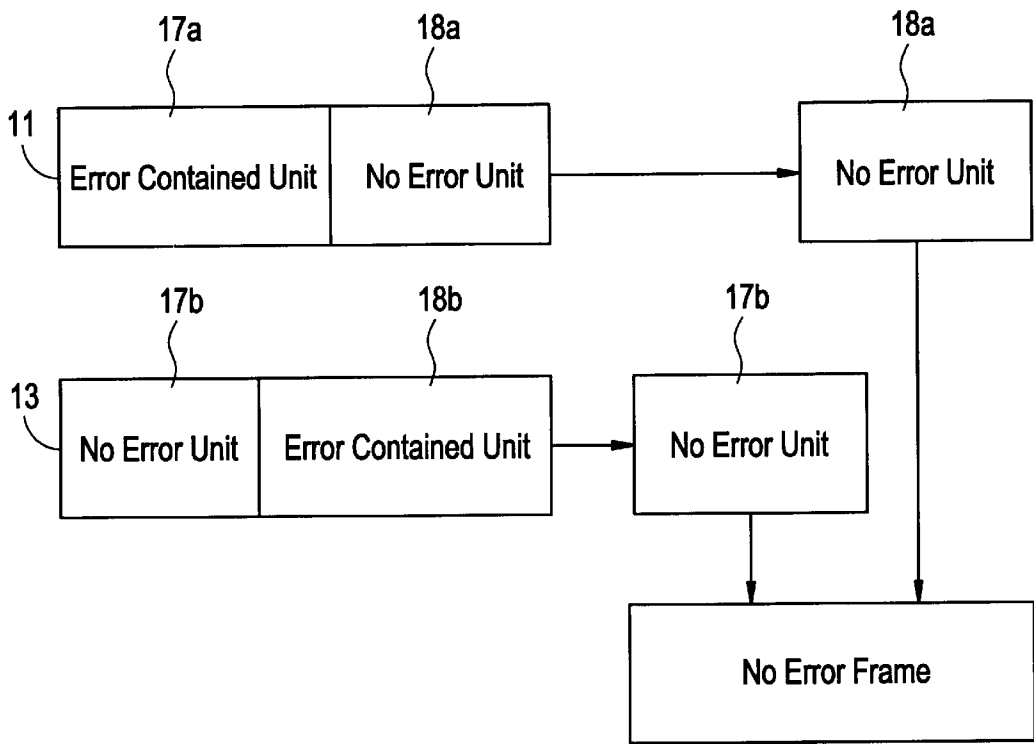 17a
18a
18a
11
Error Contained Unit
No Error Unit
No Error Unit
17b
18b
17b
13
No Error Unit
Error Contained Unit
No Error Unit
No Error Frame